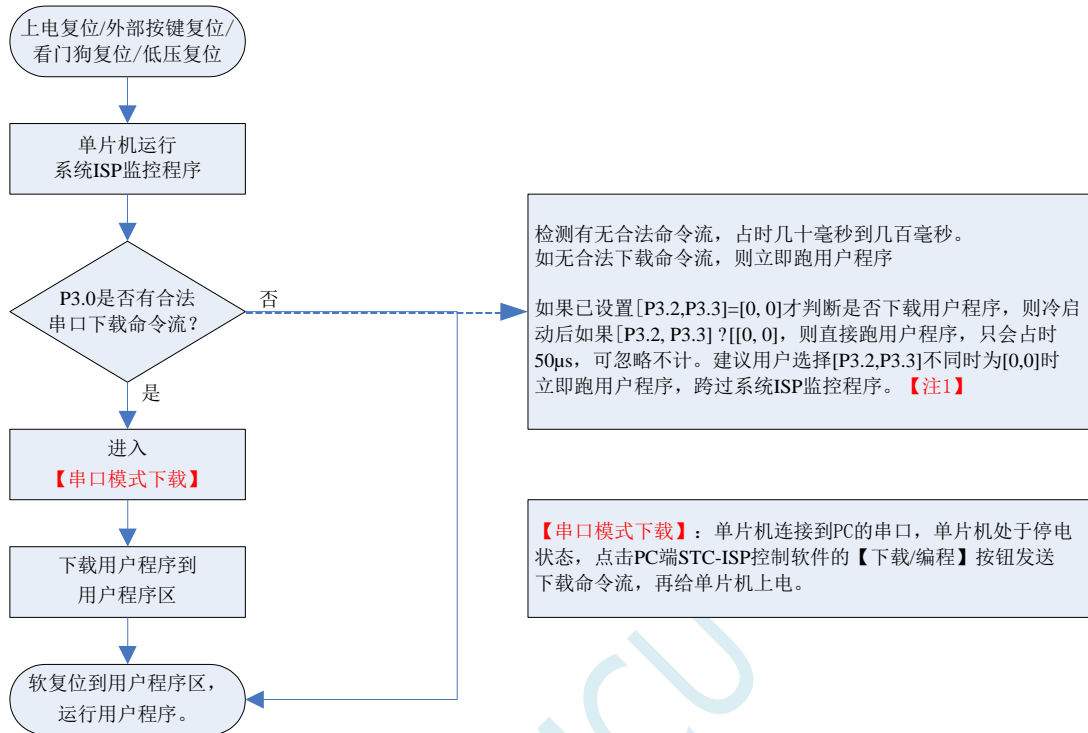 上电复位/外部按键复位/
看门狗复位/低压复位
单片机运行
系统ISP监控程序
P3.0是否有合法
串口下载命令流?
否
是
进入
【串口模式下载】
下载用户程序到
用户程序区
软复位到用户程序区,
运行用户程序。
检测有无合法命令流,占时几十毫秒到几百毫秒。
如无合法下载命令流,则立即跑用户程序
如果已设置[P3.2,P3.3]=[0, 0]才判断是否下载用户程序,则冷启
动后如果[P3.2, P3.3] ?[[0, 0],则直接跑用户程序,只会占时
50μs,可忽略不计。建议用户选择[P3.2,P3.3]不同时为[0,0]时
立即跑用户程序,跨过系统ISP监控程序。【注1】
【串口模式下载】:单片机连接到PC的串口,单片机处于停电
状态,点击PC端STC-ISP控制软件的【下载/编程】按钮发送
下载命令流,再给单片机上电。
MCU